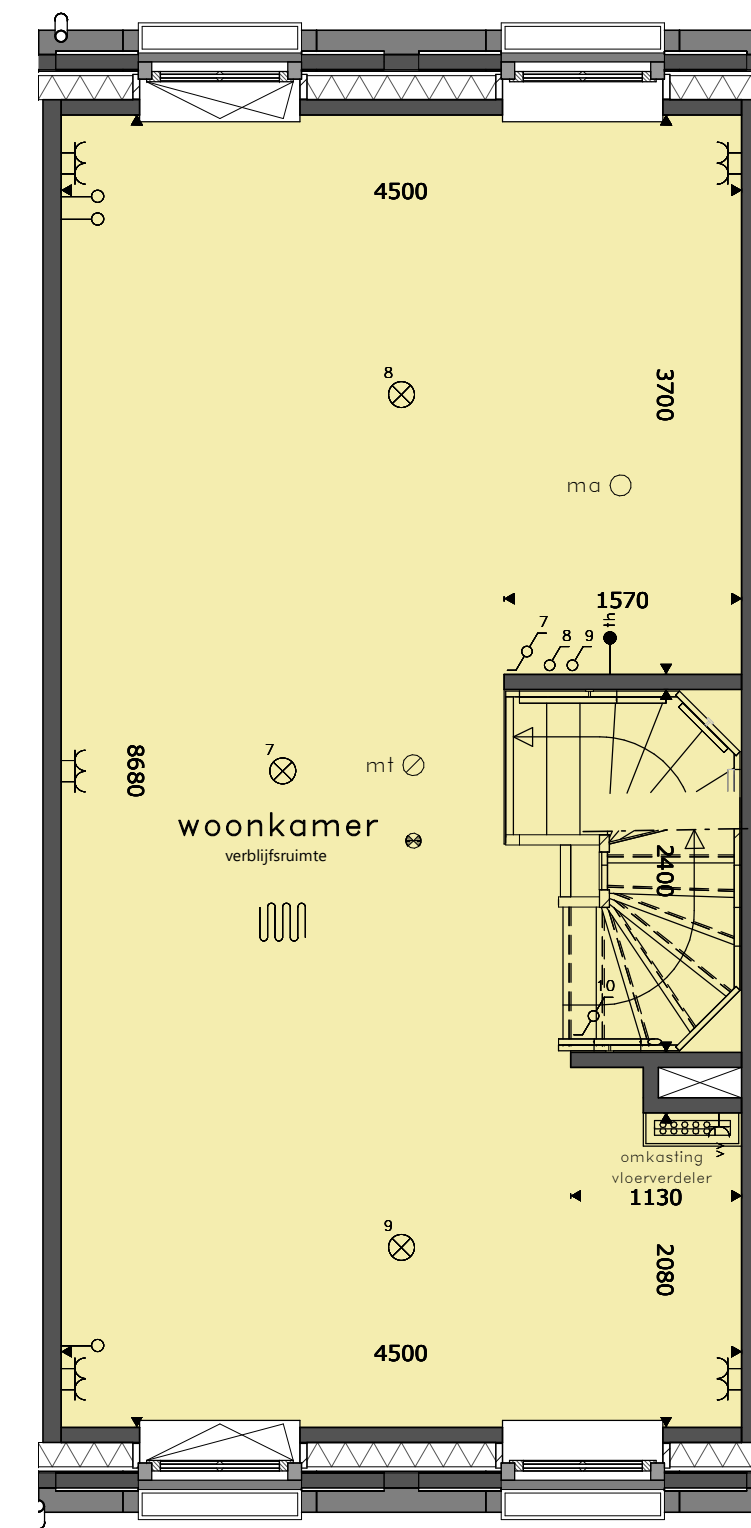 4500
8
3700
ma
1570
7
8
9
th
7
mt
8680
woonkamer
verblijfsruimte
2400
10
vv
omkasting
vloerverdeler
1130
9
2080
4500